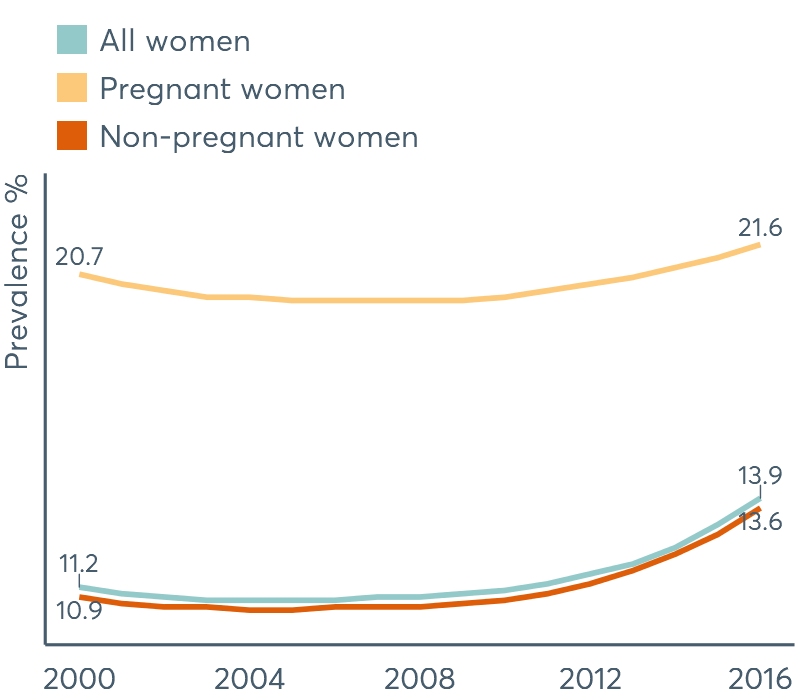 All women
Pregnant women
Non-pregnant women
Prevalence %
20.7
21.6
13.9
13.6
11.2
10.9
2000 2004 2008 2012 2016